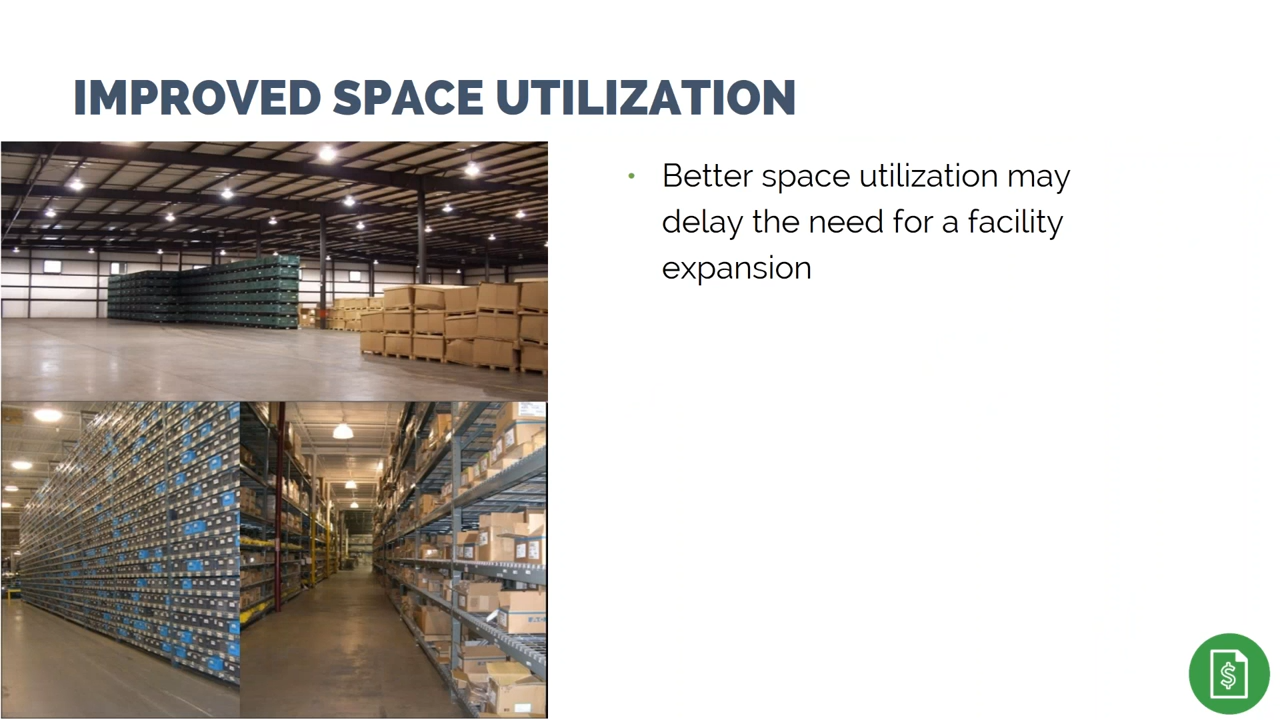 IMPROVED SPACE UTILIZATION
• Better space utilization may
delay the need for a facility
expansion
$